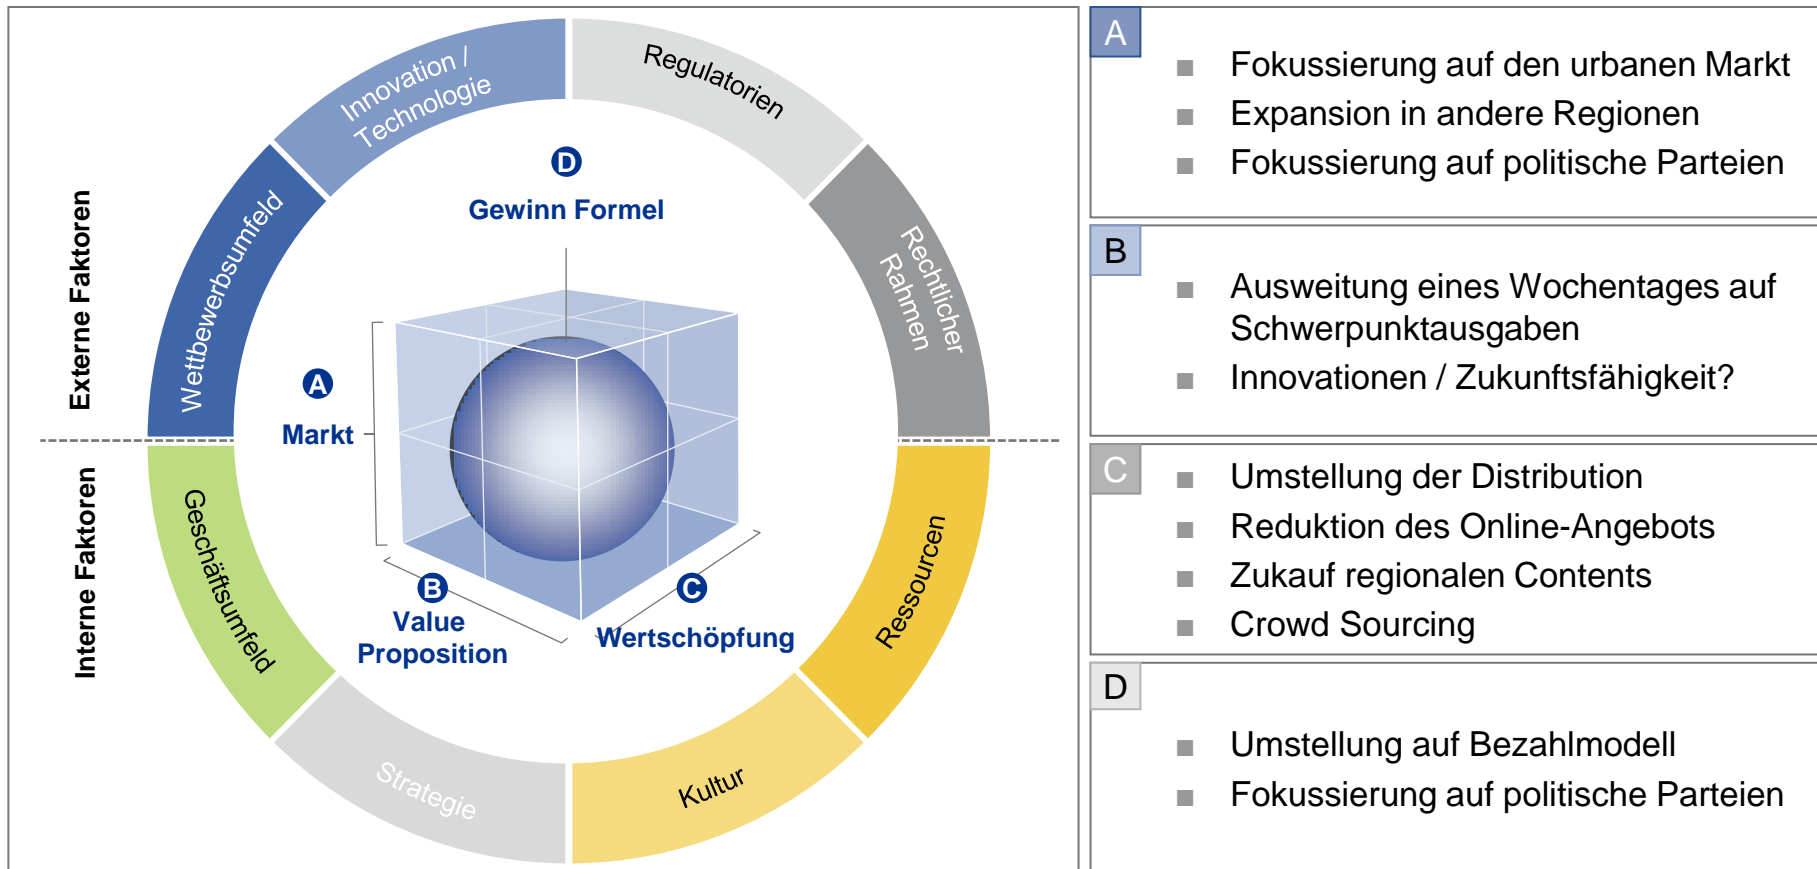 Externe Faktoren
Interne Faktoren
Innovation /
Technologie
Regulatorien
Wettbewerbsumfeld
Rechtlicher
Rahmen
D
Gewinn Formel
A
Markt
B
Value
Proposition
C
Wertschöpfung
Geschäftsumfeld
Ressourcen
Strategie
Kultur
A
■ Fokussierung auf den urbanen Markt
■ Expansion in andere Regionen
■ Fokussierung auf politische Parteien
B
■ Ausweitung eines Wochentages auf
Schwerpunktausgaben
■ Innovationen / Zukunftsfähigkeit?
C
■ Umstellung der Distribution
■ Reduktion des Online-Angebots
■ Zukauf regionalen Contents
■ Crowd Sourcing
D
■ Umstellung auf Bezahlmodell
■ Fokussierung auf politische Parteien